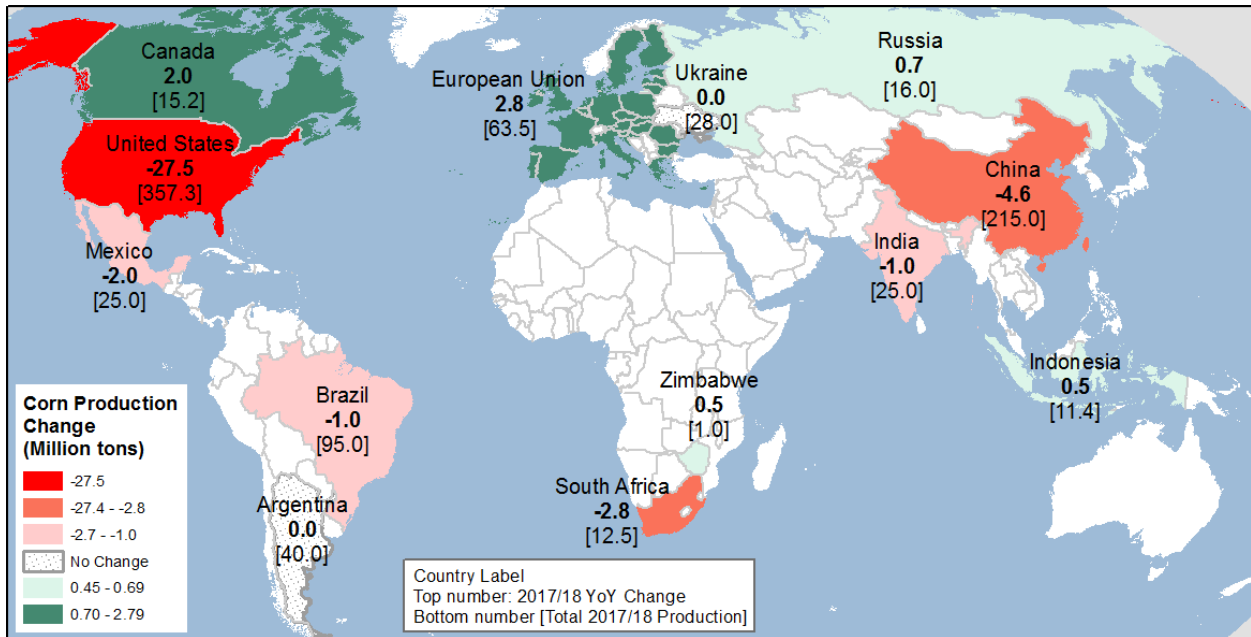 Canada
2.0
[15.2]
United States
-27.5
[357.3]
Mexico
-2.0
[25.0]
Brazil
-1.0
[95.0]
Argentina
0.0
[40.0]
European Union
2.8
[63.5]
Ukraine
0.0
[28.0]
Russia
0.7
[16.0]
China
-4.6
[215.0]
India
-1.0
[25.0]
Indonesia
0.5
[11.4]
Zimbabwe
0.5
[1.0]
South Africa
-2.8
[12.5]
Corn Production
Change
(Million tons)
-27.5
-27.4 - -2.8
-2.7 - -1.0
No Change
0.45 - 0.69
0.70 - 2.79
Country Label
Top number: 2017/18 YoY Change
Bottom number [Total 2017/18 Production]